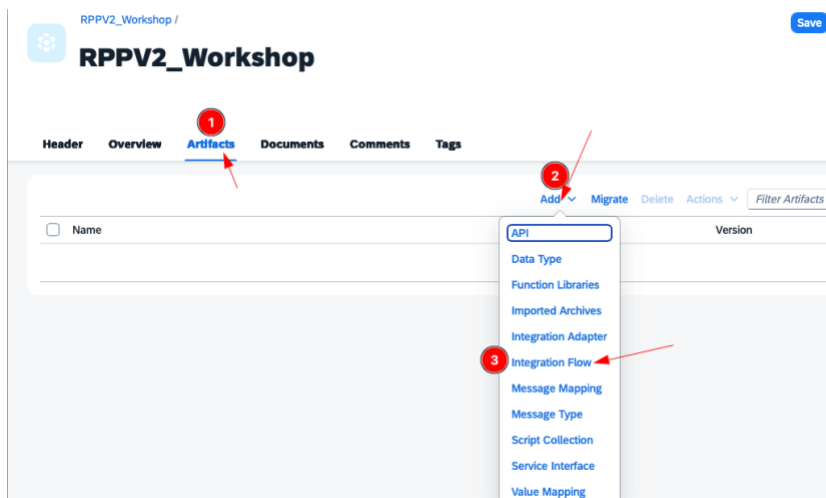 RPPV2_Workshop /
Save
RPPV2_Workshop
1
Header Overview Artifacts Documents Comments Tags
2
Add Migrate Delete Actions Filter Artifacts
Name Version
API
Data Type
Function Libraries
Imported Archives
Integration Adapter
3 Integration Flow
Message Mapping
Message Type
Script Collection
Service Interface
Value Mapping